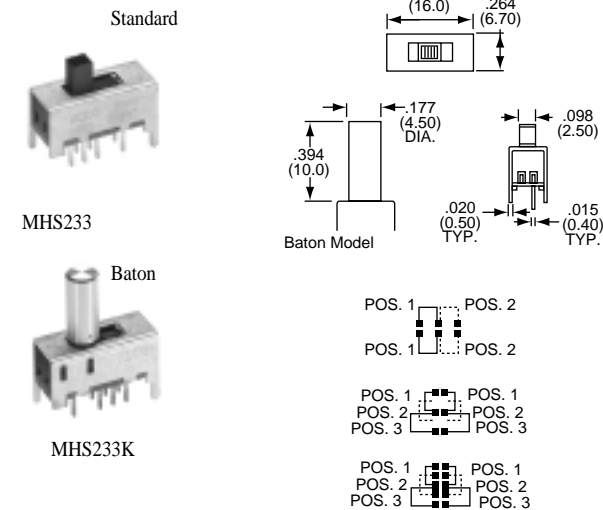 Standard
(16.0)
.264
(6.70)
.177
(4.50)
DIA.
.394
(10.0)
Baton Model
.098
(2.50)
.020
(0.50)
TYP.
.015
(0.40)
TYP.
MHS233
Baton
MHS233K
POS. 1 POS. 2
POS. 1 POS. 2
POS. 1 POS. 1
POS. 2 POS. 2
POS. 3 POS. 3
POS. 1 POS. 1
POS. 2 POS. 2
POS. 3 POS. 3